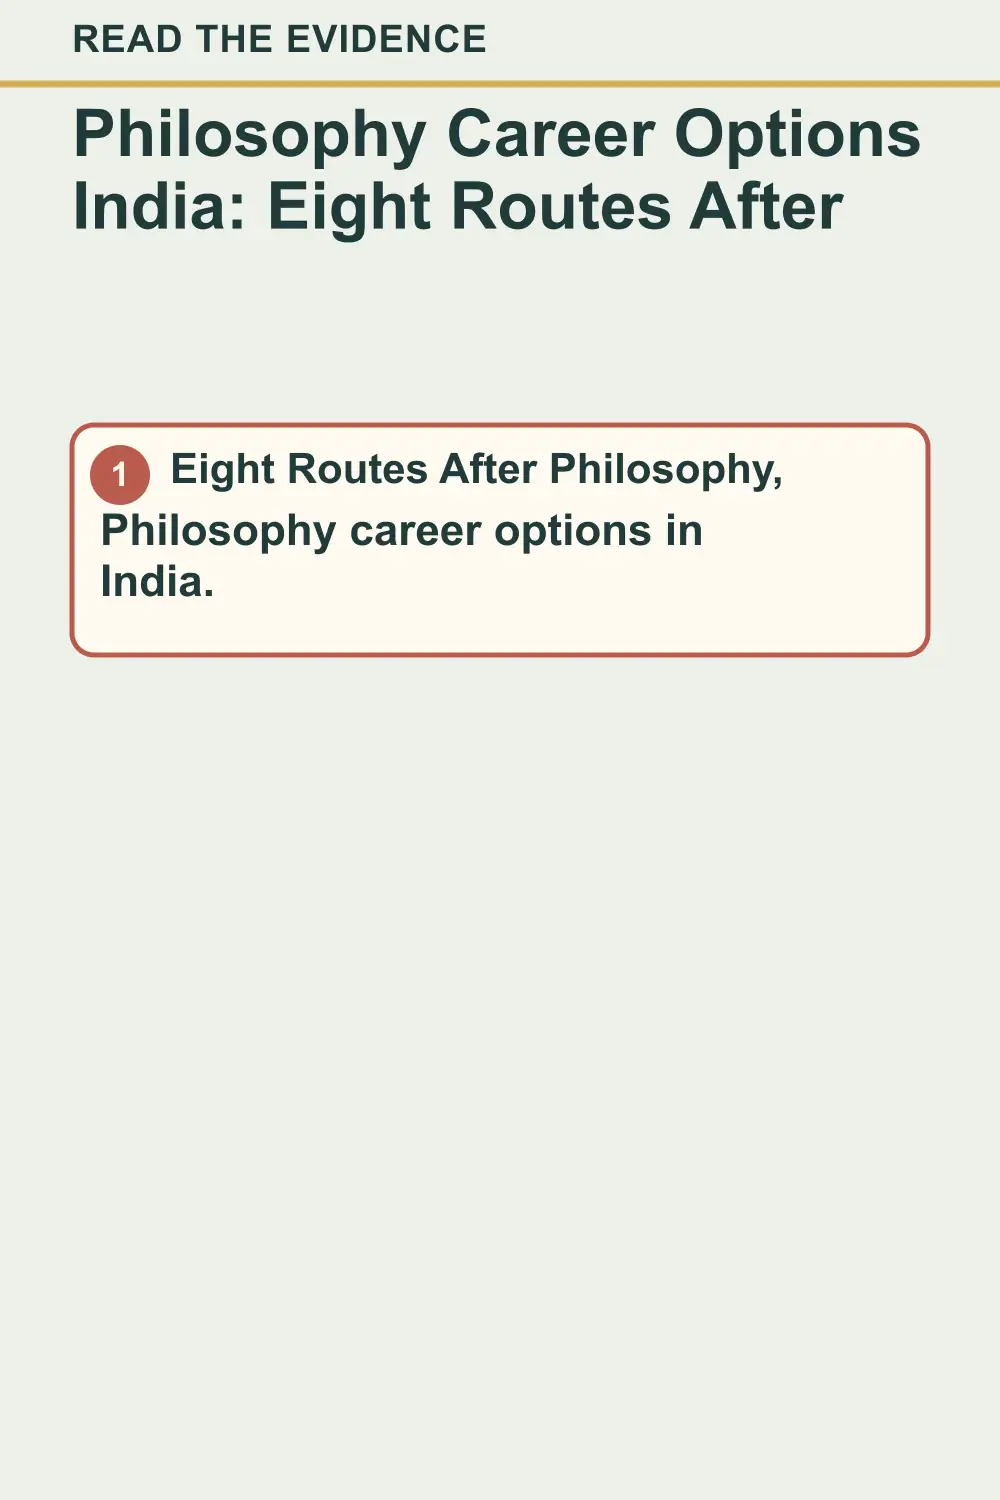 READ THE EVIDENCE
Philosophy Career Options
India: Eight Routes After
1 Eight Routes After Philosophy,
Philosophy career options in
India.